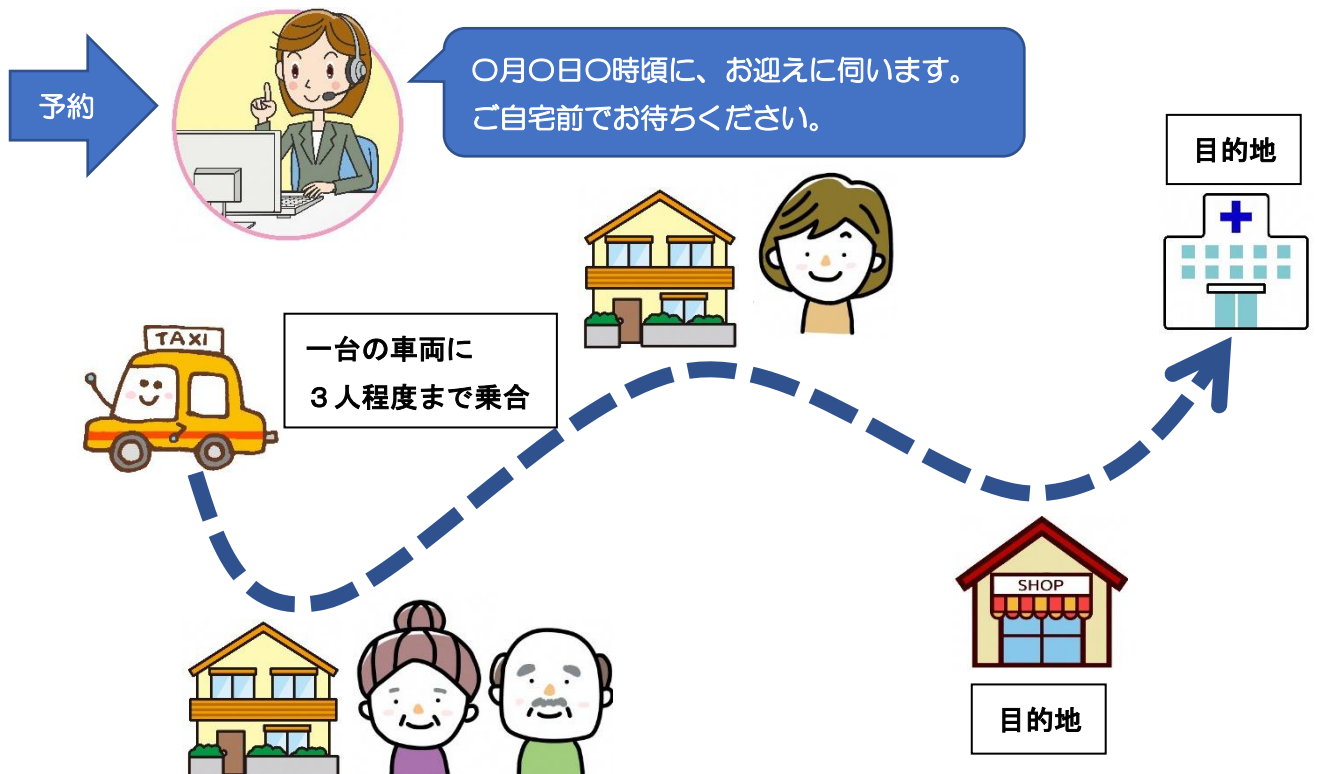 予約
〇月〇日〇時頃に、お迎えに伺います。
ご自宅前でお待ちください。
目的地
TAXI
一台の車両に
３人程度まで乗合
SHOP
目的地